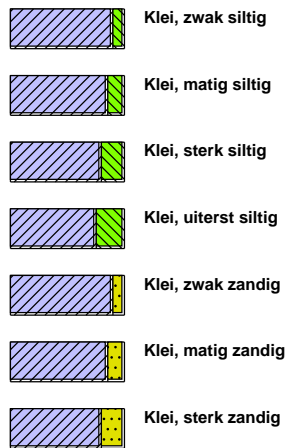 Klei, zwak siltig
Klei, matig siltig
Klei, sterk siltig
Klei, uiterst siltig
Klei, zwak zandig
Klei, matig zandig
Klei, sterk zandig